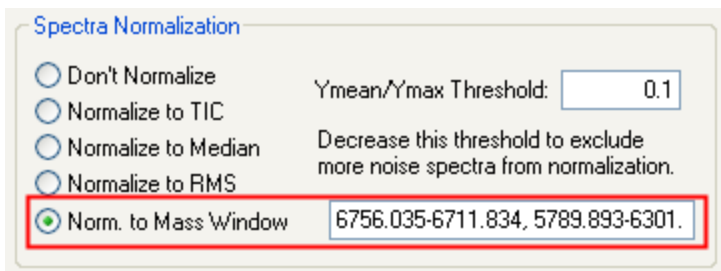 Spectra Normalization
Don't Normalize
Normalize to TIC
Normalize to Median
Normalize to RMS
Norm. to Mass Window
Ymean/Ymax Threshold: 0.1
Decrease this threshold to exclude
more noise spectra from normalization.
6756.035-6711.834, 5789.893-6301.